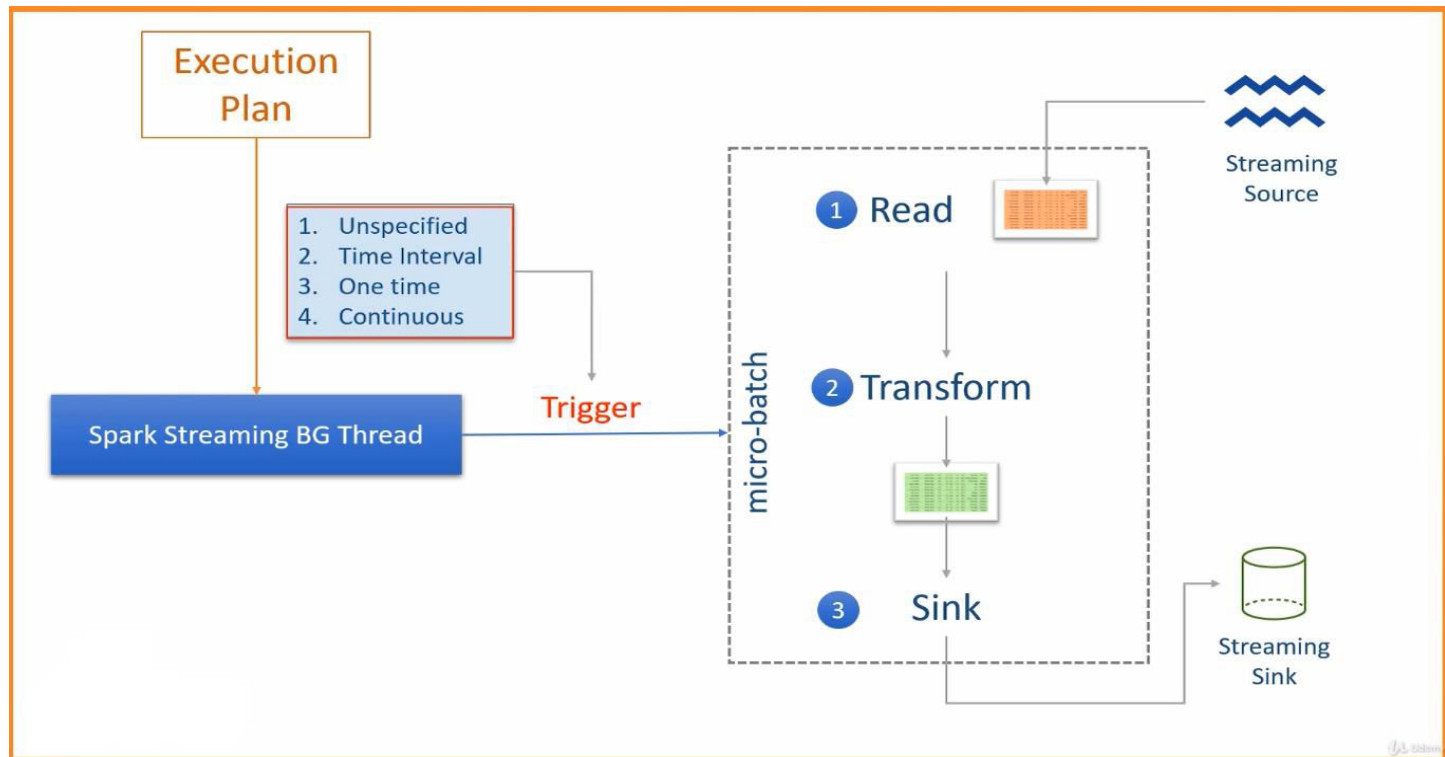 Execution
Plan
1. Unspecified
2. Time Interval
3. One time
4. Continuous
Trigger
Spark Streaming BG Thread
micro-batch
1 Read
2 Transform
3 Sink
Streaming
Source
Streaming
Sink
Udemy